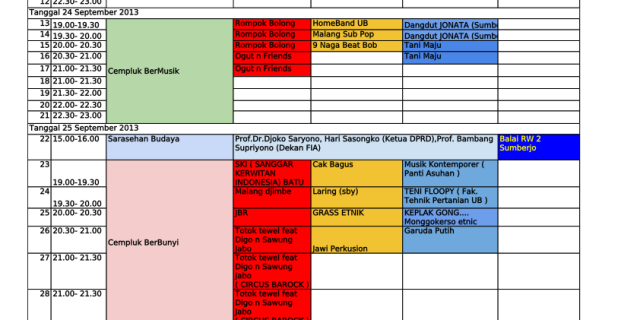 12 22.30- 23.00
Tanggal 24 September 2013
13 19.00-19.30 Rompok Bolong HomeBand UB Dangdut JONATA (Sumb
14 19.30- 20.00 Rompok Bolong Malang Sub Pop Dangdut JONATA (Sumb
15 20.00- 20.30 Rompok Bolong 9 Naga Beat Bob Tani Maju
16 20.30- 21.00 Ogut n Friends Tani Maju
17 21.00- 21.30 Cempluk BerMusik Ogut n Friends
18 21.00- 21.30
19 21.30- 22.00
20 22.00- 22.30
21 22.30- 23.00
Tanggal 25 September 2013
22 15.00-16.00 Sarasehan Budaya Prof.Dr.Djoko Saryono, Hari Sasongko (Ketua DPRD),Prof. Bambang Balai RW 2
Supriyono (Dekan FIA) Sumberjo
23 SKI ( SANGGAR Cak Bagus Musik Kontemporer (
KERWITAN Panti Asuhan )
19.00-19.30 INDONESIA) BATU
24 Malang djimbe Laring (sby) TENI FLOOPY ( Fak.
19.30- 20.00 Tehnik Pertanian UB )
25 20.00- 20.30 JBR GRASS ETNIK KEPLAK GONG....
Monggokerso etnic
26 20.30- 21.00 Totok tewel feat Garuda Putih
Digo n Sawung
Cempluk BerBunyi Jabo Jawi Perkusion
27 21.00- 21.30 Totok tewel feat
Digo n Sawung
Jabo
( CIRCUS BAROCK )
28 21.00- 21.30 Totok tewel feat
Digo n Sawung
Jabo
( CIRCUS BAROCK )